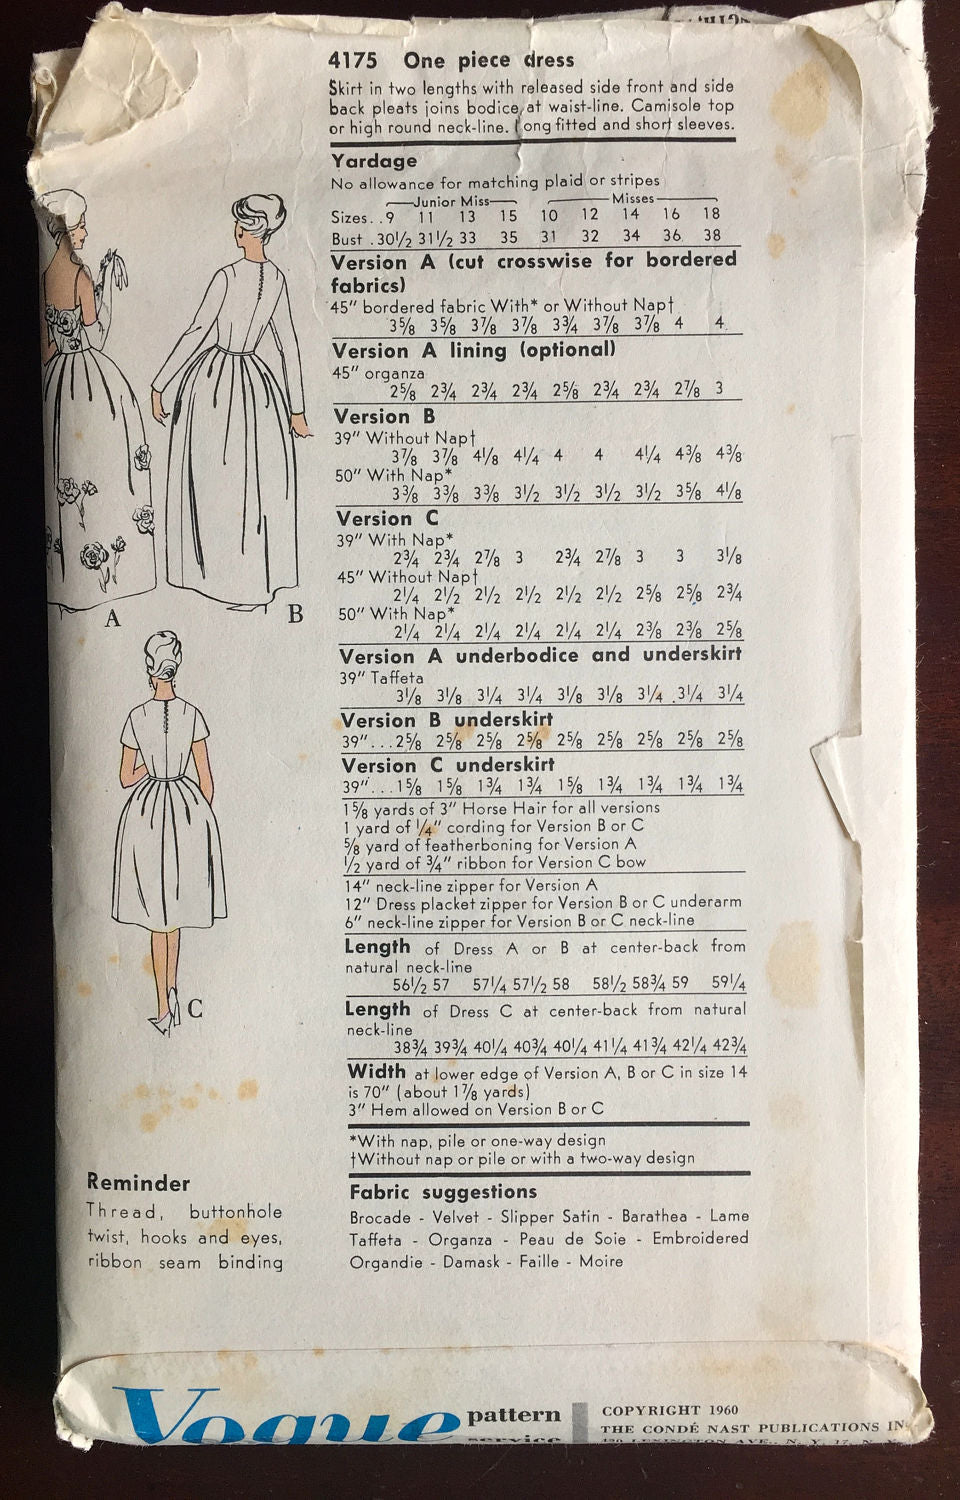 4175 One piece dress
Skirt in two lengths with released side front and side
back pleats joins bodice at waist-line. Camisole top
or high round neck-line. Long fitted and short sleeves.
Yardage
No allowance for matching plaid or stripes
Junior Miss Misses
Sizes. . 9 11 13 15 10 12 14 16 18
Bust . 30½ 31½ 33 35 31 32 34 36 38
Version A (cut crosswise for bordered
fabrics)
45" bordered fabric With* or Without Nap†
3⅝ 3⅝ 3⅞ 3⅞ 3¾ 3⅞ 3⅞ 4 4
Version A lining (optional)
45" organza
2⅝ 2¾ 2¾ 2¾ 2⅝ 2¾ 2¾ 2⅞ 3
Version B
39" Without Nap†
3⅞ 3⅞ 4⅛ 4¼ 4 4 4¼ 4⅜ 4⅜
50" With Nap*
3⅜ 3⅜ 3⅜ 3½ 3½ 3½ 3½ 3⅝ 4⅛
Version C
39" With Nap*
2¾ 2¾ 2⅞ 3 2¾ 2⅞ 3 3 3⅛
45" Without Nap†
2¼ 2½ 2½ 2½ 2½ 2½ 2⅝ 2⅝ 2¾
50" With Nap*
2¼ 2¼ 2¼ 2¼ 2¼ 2¼ 2⅜ 2⅜ 2⅝
Version A underbodice and underskirt
39" Taffeta
3⅛ 3⅛ 3¼ 3¼ 3⅛ 3⅛ 3¼ 3¼ 3¼
Version B underskirt
39"...2⅝ 2⅝ 2⅝ 2⅝ 2⅝ 2⅝ 2⅝ 2⅝ 2⅝
Version C underskirt
39"...1⅝ 1⅝ 1¾ 1¾ 1⅝ 1¾ 1¾ 1¾ 1¾
1⅝ yards of 3" Horse Hair for all versions
1 yard of ¼" cording for Version B or C
⅝ yard of featherboning for Version A
½ yard of ¾" ribbon for Version C bow
14" neck-line zipper for Version A
12" Dress placket zipper for Version B or C underarm
6" neck-line zipper for Version B or C neck-line
Length of Dress A or B at center-back from
natural neck-line
56½ 57 57¼ 57½ 58 58½ 58¾ 59 59¼
Length of Dress C at center-back from natural
neck-line
38¾ 39¾ 40¼ 40¾ 40¼ 41¼ 41¾ 42¼ 42¾
Width at lower edge of Version A, B or C in size 14
is 70" (about 1⅞ yards)
3" Hem allowed on Version B or C
*With nap, pile or one-way design
†Without nap or pile or with a two-way design
Fabric suggestions
Brocade - Velvet - Slipper Satin - Barathea - Lame
Taffeta - Organza - Peau de Soie - Embroidered
Organdie - Damask - Faille - Moire
A
B
C
Reminder
Thread, buttonhole
twist, hooks and eyes,
ribbon seam binding
Vogue pattern
service
COPYRIGHT 1960
THE CONDÉ NAST PUBLICATIONS IN
420 LEXINGTON AVE., N. Y. 17, N.